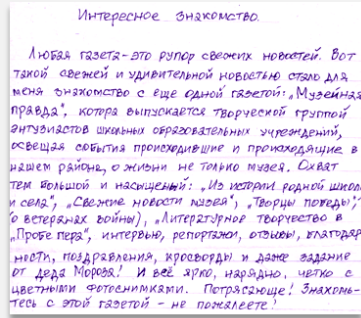 Интересное знакомство.
Любая газета - это рупор свежих новостей. Вот
такой свежей и удивительной новостью стало для
меня знакомство с еще одной газетой: „Музейная
правда", котора выпускается творческой группой
энтузиастов школьных образовательных учреждений,
освещая события происходившие и происходящие в
нашем районе, о жизни не только музея. Охват
тем большой и насыщеный: „Из истории родной школы
и села", „Свежие новости музея", „Творцы победы",
(о ветеранах войны), „Литературное творчество в
„Пробе пера", интервью, репортажи, отзывы, благодар-
ности, поздравления, кросворды и даже задание
от деда Мороза! И всё ярко, нарядно, четко с
цветными фотоснимками. Потрясающе! Знакомь-
тесь с этой газетой - не пожалеете!